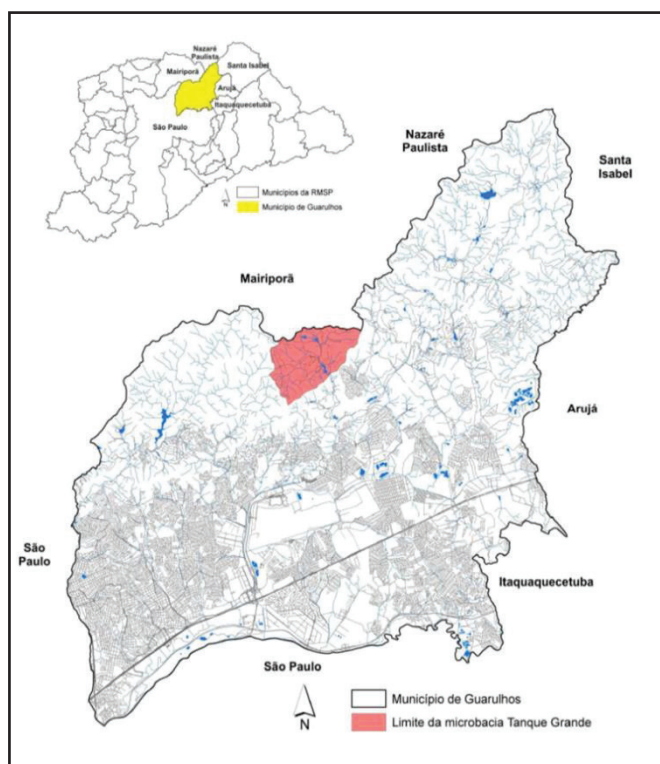 Nazaré
Paulista
Santa Isabel
Mairiporã
Arujá
Itaquaquecetuba
São Paulo
N
Municípios da RMSP
Município de Guarulhos
Nazaré
Paulista
Santa
Isabel
Mairiporã
Arujá
São
Paulo
Itaquaquecetuba
São Paulo
N
Município de Guarulhos
Limite da microbacia Tanque Grande